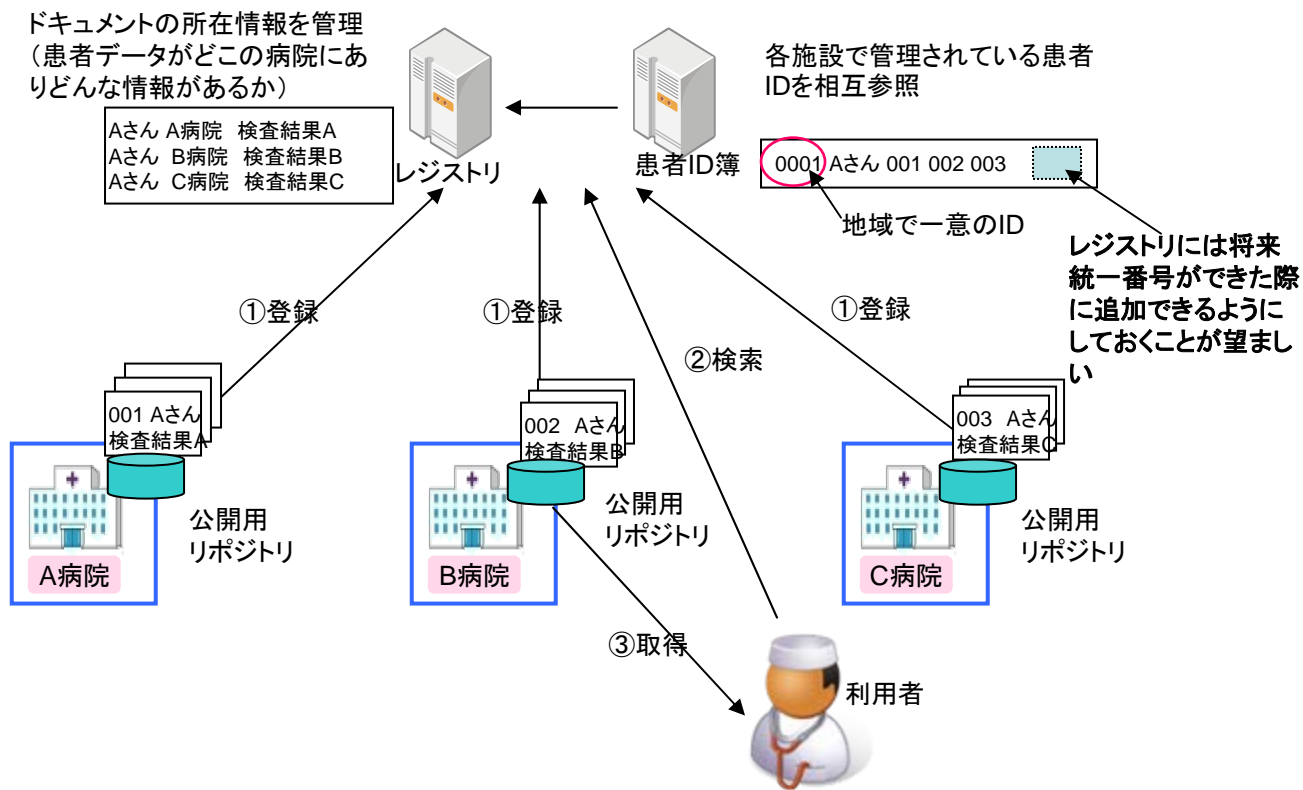 ドキュメントの所在情報を管理
(患者データがどこの病院にあ
りどんな情報があるか)
Aさん A病院 検査結果A
Aさん B病院 検査結果B
Aさん C病院 検査結果C
レジストリ
患者ID簿
各施設で管理されている患者
IDを相互参照
0001 Aさん 001 002 003
地域で一意のID
レジストリには将来
統一番号ができた際
に追加できるように
しておくことが望まし
い
①登録
①登録
①登録
②検索
001 Aさん
検査結果A
002 Aさん
検査結果B
003 Aさん
検査結果C
公開用
リポジトリ
公開用
リポジトリ
公開用
リポジトリ
A病院
B病院
C病院
③取得
利用者